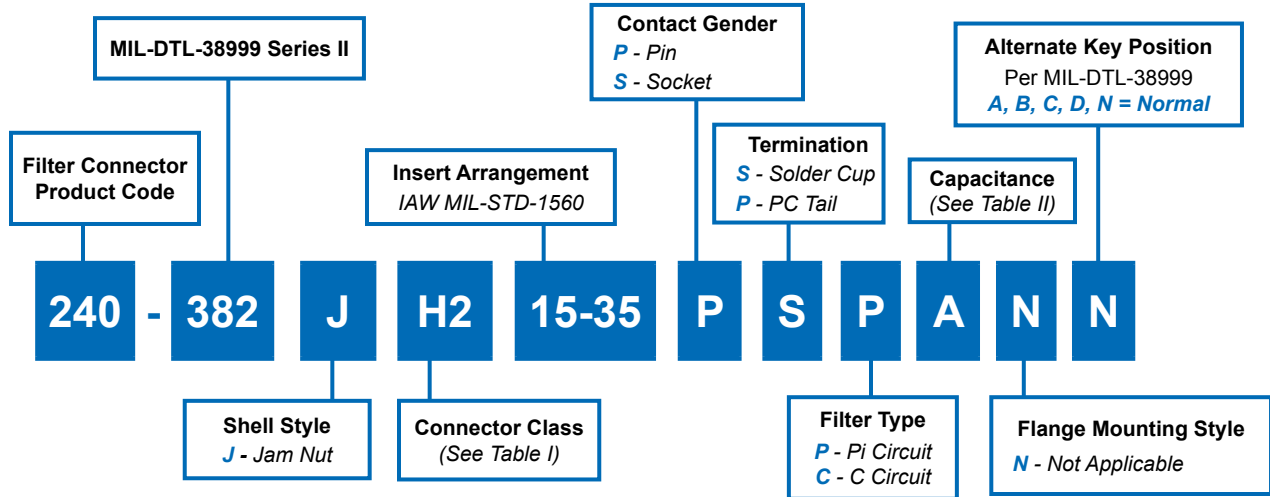 MIL-DTL-38999 Series II
Contact Gender
P - Pin
S - Socket
Alternate Key Position
Per MIL-DTL-38999
A, B, C, D, N = Normal
Filter Connector
Product Code
Insert Arrangement
IAW MIL-STD-1560
Termination
S - Solder Cup
P - PC Tail
Capacitance
(See Table II)
240 - 382 J H2 15-35 P S P A N N
Shell Style
J - Jam Nut
Connector Class
(See Table I)
Filter Type
P - Pi Circuit
C - C Circuit
Flange Mounting Style
N - Not Applicable